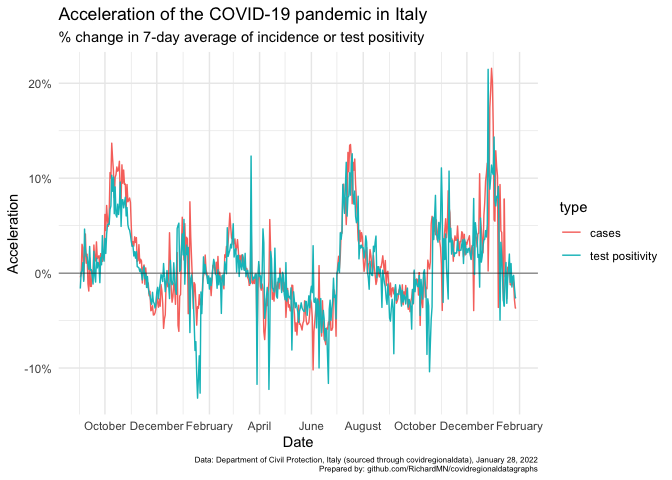 Acceleration of the COVID-19 pandemic in Italy
% change in 7-day average of incidence or test positivity
20%
10%
0%
-10%
Acceleration
October December February April June August October December February
Date
type
cases
test positivity
Data: Department of Civil Protection, Italy (sourced through covidregionaldata), January 28, 2022
Prepared by: github.com/RichardMN/covidregionaldatagraphs